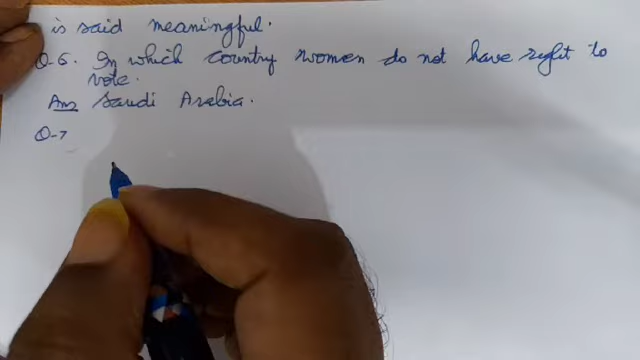 is said meaningful.
Q-6. In which country women do not have right to
vote.
Ans Saudi Arabia.
Q-7